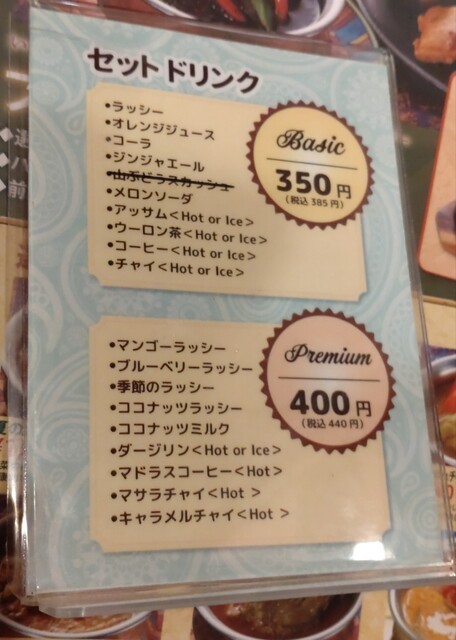 セットドリンク
•ラッシー
•オレンジジュース
•コーラ
•ジンジャエール
•山ぶどうスカッシュ
•メロンソーダ
•アッサム＜Hot or Ice＞
•ウーロン茶＜Hot or Ice＞
•コーヒー＜Hot or Ice＞
•チャイ＜Hot or Ice＞
Basic
350円
(税込 385円)
•マンゴーラッシー
•ブルーベリーラッシー
•季節のラッシー
•ココナッツラッシー
•ココナッツミルク
•ダージリン＜Hot or Ice＞
•マドラスコーヒー＜Hot＞
•マサラチャイ＜Hot ＞
•キャラメルチャイ＜Hot ＞
Premium
400円
(税込 440円)